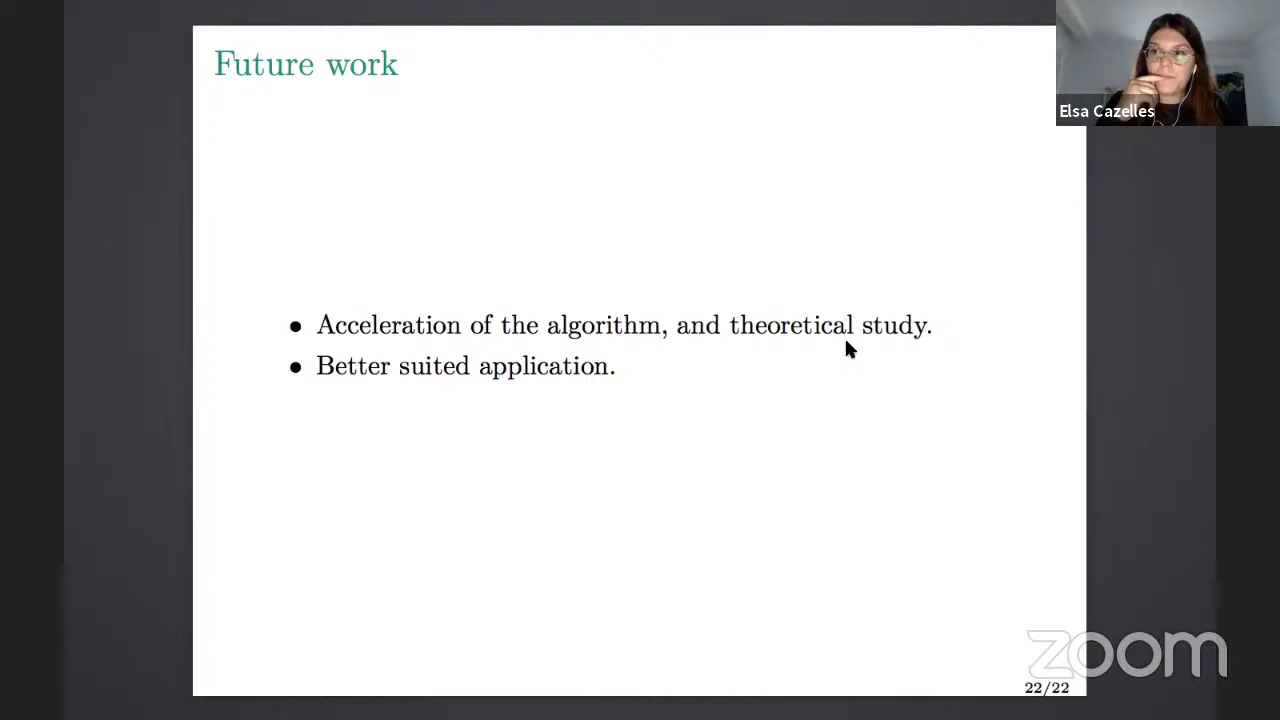 Future work
Elsa Cazelles
• Acceleration of the algorithm, and theoretical study.
• Better suited application.
zoom
22/22